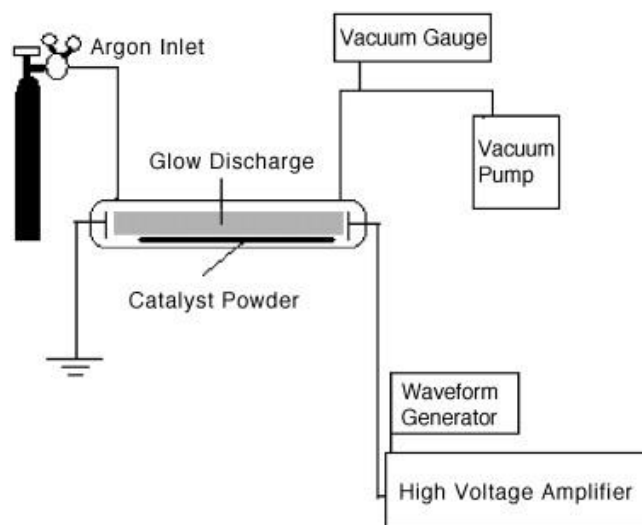 Argon Inlet
Vacuum Gauge
Vacuum
Pump
Glow Discharge
Catalyst Powder
Waveform
Generator
High Voltage Amplifier